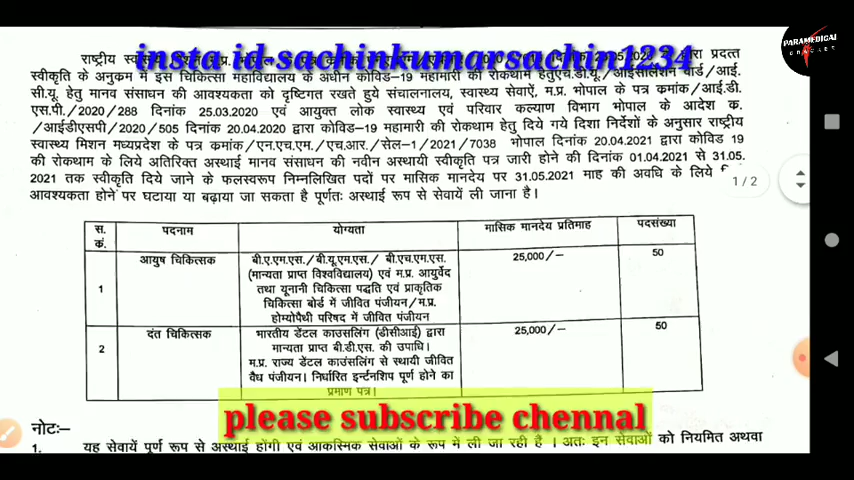 insta id-sachinkumarsachin1234
PARAMEDICAL
CRACKER
राष्ट्रीय प्रदत्त
स्वीकृति के अनुक्रम में इस चिकित्सा महाविद्यालय के अधीन कोविड-19 महामारी की रोकथाम हेतु एच.डी.यू./आइसोलेशन वार्ड/आई.
सी.यू. हेतु मानव संसाधन की आवश्यकता को दृष्टिगत रखते हुये संचालनालय, स्वास्थ्य सेवाऐं, म.प्र. भोपाल के पत्र कमांक/आई.डी.
एस.पी./2020/288 दिनांक 25.03.2020 एवं आयुक्त लोक स्वास्थ्य एवं परिवार कल्याण विभाग भोपाल के आदेश क.
/आईडीएसपी/2020/505 दिनांक 20.04.2020 द्वारा कोविड-19 महामारी की रोकथाम हेतु दिये गये दिशा निर्देशों के अनुसार राष्ट्रीय
स्वास्थ्य मिशन मध्यप्रदेश के पत्र कमांक/एन.एच.एम./एच.आर./सेल-1/2021/7038 भोपाल दिनांक 20.04.2021 द्वारा कोविड 19
की रोकथाम के लिये अतिरिक्त अस्थाई मानव संसाधन की नवीन अस्थायी स्वीकृति पत्र जारी होने की दिनांक 01.04.2021 से 31.05.
2021 तक स्वीकृति दिये जाने के फलस्वरूप निम्नलिखित पदों पर मासिक मानदेय पर 31.05.2021 माह की अवधि के लिये
आवश्यकता होने पर घटाया या बढ़ाया जा सकता है पूर्णतः अस्थाई रूप से सेवायें ली जाना है।
1/2
स.
कं.
पदनाम
योग्यता
मासिक मानदेय प्रतिमाह
पदसंख्या
1
आयुष चिकित्सक
बी.ए.एम.एस./बी.यू.एम.एस./ बी.एच.एम.एस.
(मान्यता प्राप्त विश्वविद्यालय) एवं म.प्र. आयुर्वेद
तथा यूनानी चिकित्सा पद्धति एवं प्राकृतिक
चिकित्सा बोर्ड में जीवित पंजीयन/म.प्र.
होम्योपैथी परिषद में जीवित पंजीयन
25,000/-
50
2
दंत चिकित्सक
भारतीय डेंटल काउसलिंग (डीसीआई) द्वारा
मान्यता प्राप्त बी.डी.एस. की उपाधि।
म.प्र. राज्य डेंटल काउंसलिंग से स्थायी जीवित
वैध पंजीयन। निर्धारित इर्न्टनशिप पूर्ण होने का
प्रमाण पत्र।
25,000/-
50
please subscribe chennal
नोटः-
1. यह सेवायें पूर्ण रूप से अस्थाई होंगी एवं आकस्मिक सेवाओं के रूप में ली जा रही है । अतः इन सेवाओं को नियमित अथवा